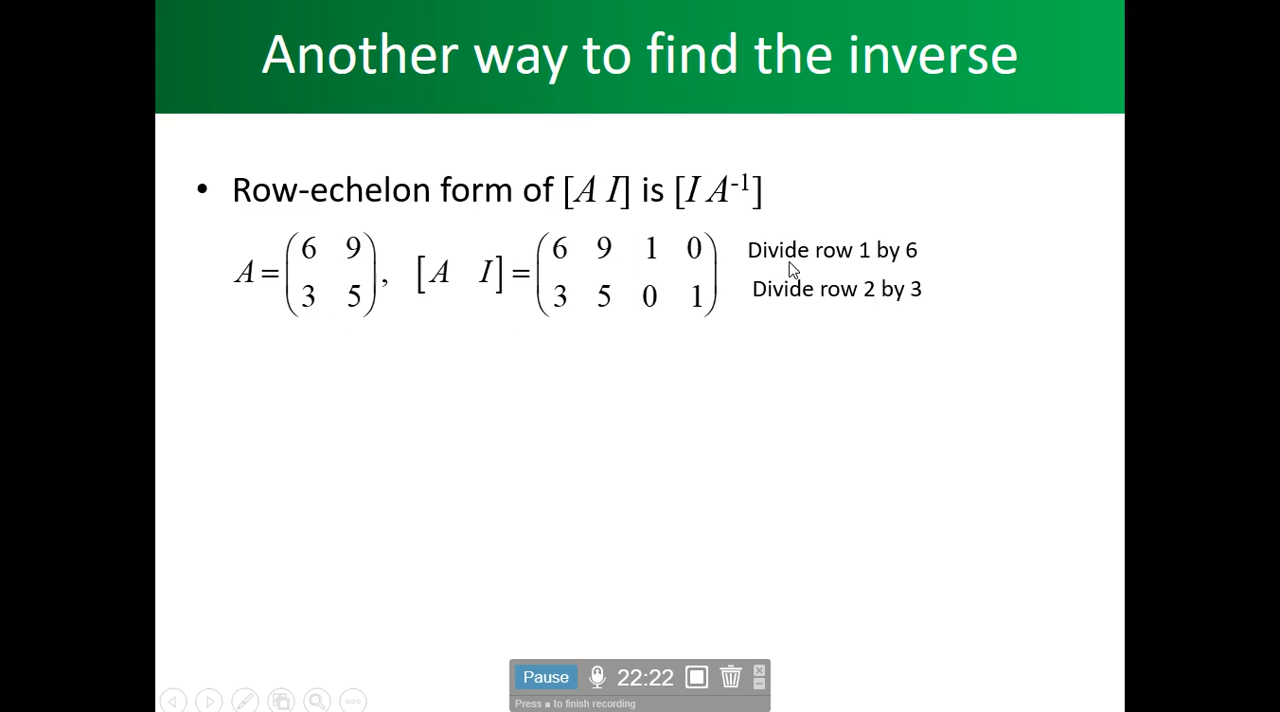 Another way to find the inverse
• Row-echelon form of [A I] is [I A⁻¹]
A = (6 9
3 5), [A I] = (6 9 1 0
3 5 0 1)
Divide row 1 by 6
Divide row 2 by 3
Pause 22:22
Press ■ to finish recording